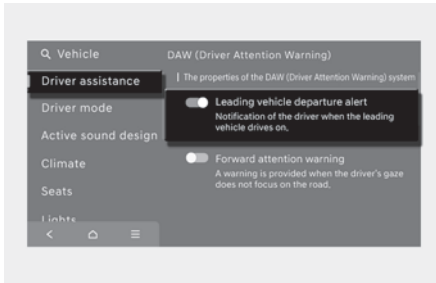 Vehicle
DAW (Driver Attention Warning)
Driver assistance
The properties of the DAW (Driver Attention Warning) system
Driver mode
Leading vehicle departure alert
Notification of the driver when the leading
vehicle drives on.
Active sound design
Climate
Forward attention warning
A warning is provided when the driver's gaze
does not focus on the road.
Seats
Lights